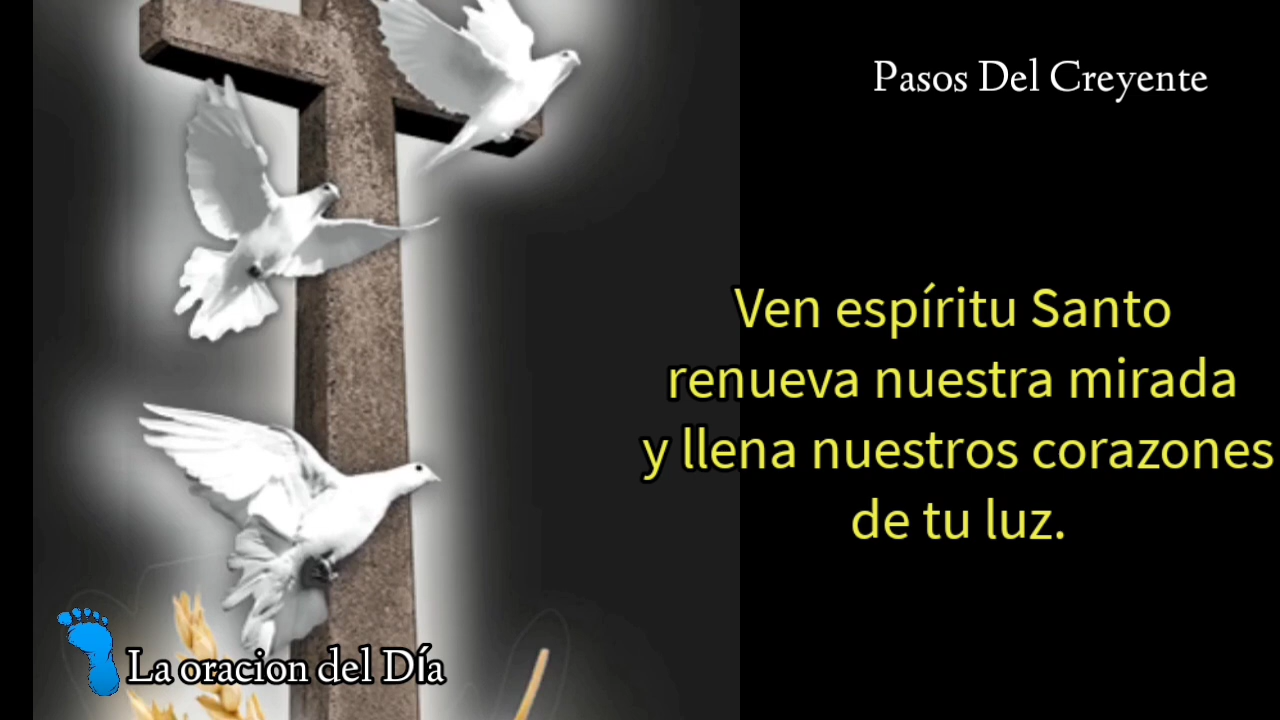 Pasos Del Creyente
Ven espíritu Santo
renueva nuestra mirada
y llena nuestros corazones
de tu luz.
La oracion del Día